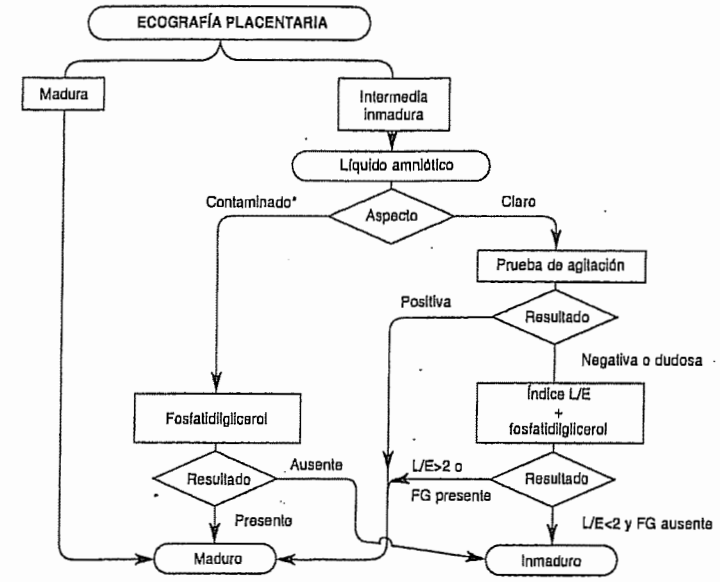 ECOGRAFÍA PLACENTARIA
Madura
Intermedia
inmadura
Líquido amniótico
Contaminado*
Aspecto
Claro
Prueba de agitación
Positiva
Resultado
Negativa o dudosa
Índice L/E
+
fosfatidilglicerol
Fosfatidilglicerol
Resultado
Ausente
L/E>2 o
FG presente
Resultado
Presente
L/E<2 y FG ausente
Maduro
Inmaduro